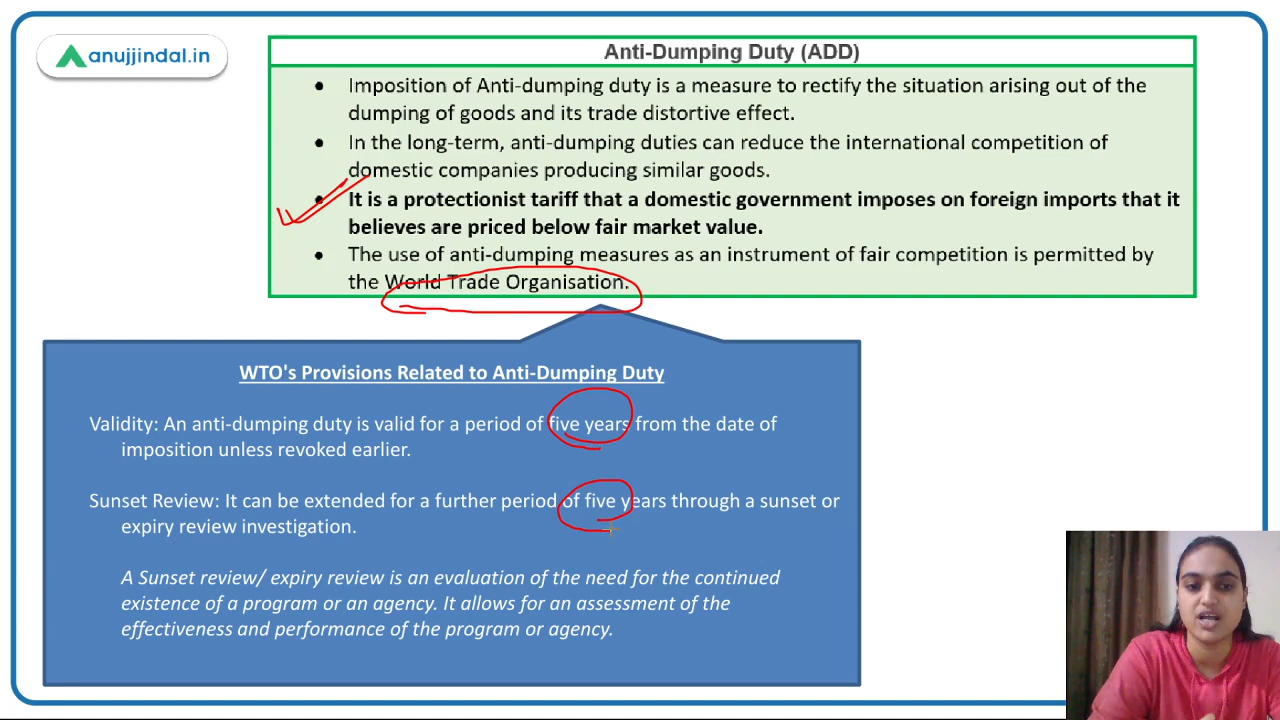 anujjindal.in
Anti-Dumping Duty (ADD)
• Imposition of Anti-dumping duty is a measure to rectify the situation arising out of the
dumping of goods and its trade distortive effect.
• In the long-term, anti-dumping duties can reduce the international competition of
domestic companies producing similar goods.
• It is a protectionist tariff that a domestic government imposes on foreign imports that it
believes are priced below fair market value.
• The use of anti-dumping measures as an instrument of fair competition is permitted by
the World Trade Organisation.
WTO's Provisions Related to Anti-Dumping Duty
Validity: An anti-dumping duty is valid for a period of five years from the date of
imposition unless revoked earlier.
Sunset Review: It can be extended for a further period of five years through a sunset or
expiry review investigation.
A Sunset review/ expiry review is an evaluation of the need for the continued
existence of a program or an agency. It allows for an assessment of the
effectiveness and performance of the program or agency.